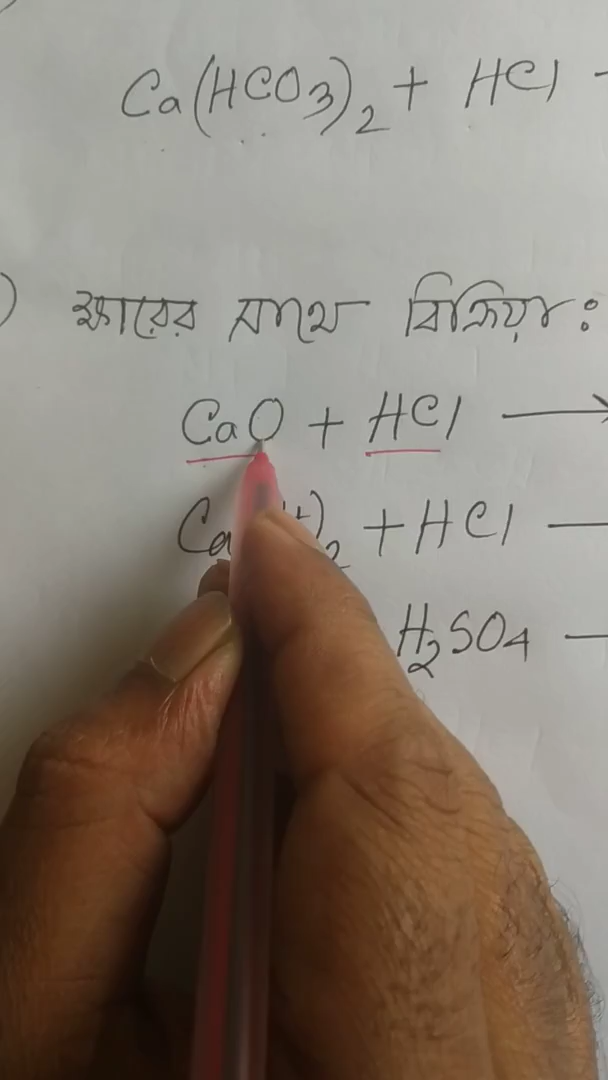 Ca(HCO3)2 + HCl -
) ক্ষারের সাথে বিক্রিয়া:
CaO + HCl →
+ HCl —
H2SO4 —